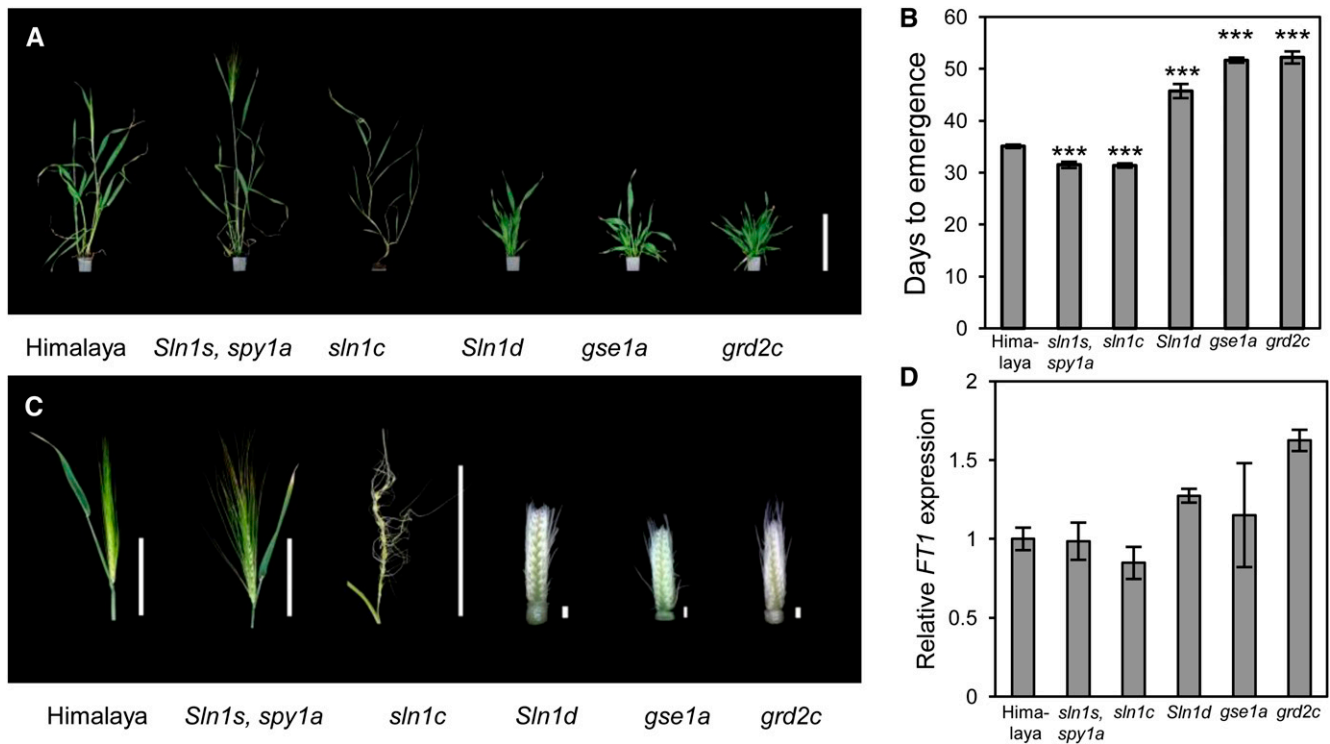 A
Himalaya Sln1s, spy1a sln1c Sln1d gse1a grd2c
B
Days to emergence
60
50
40
30
20
10
0
*** *** *** *** ***
Hima- sln1s, sln1c Sln1d gse1a grd2c
laya spy1a
C
Himalaya Sln1s, spy1a sln1c Sln1d gse1a grd2c
D
Relative FT1 expression
2
1.5
1
0.5
0
Hima- sln1s, sln1c Sln1d gse1a grd2c
laya spy1a